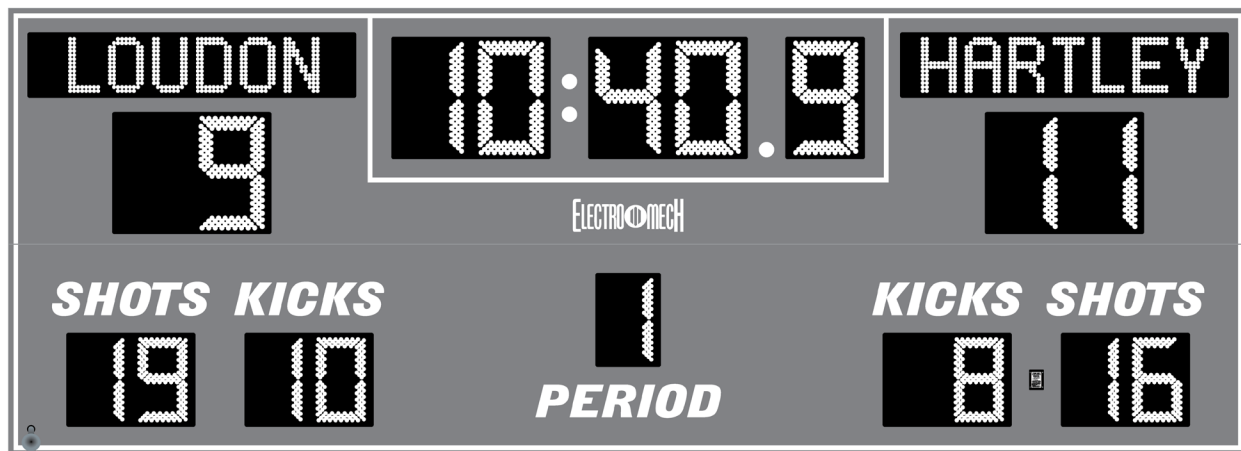 LOUDON 10:40.9 HARTLEY
9 11
ELECTRO MECH
SHOTS KICKS 1 KICKS SHOTS
19 10 PERIOD 8 16